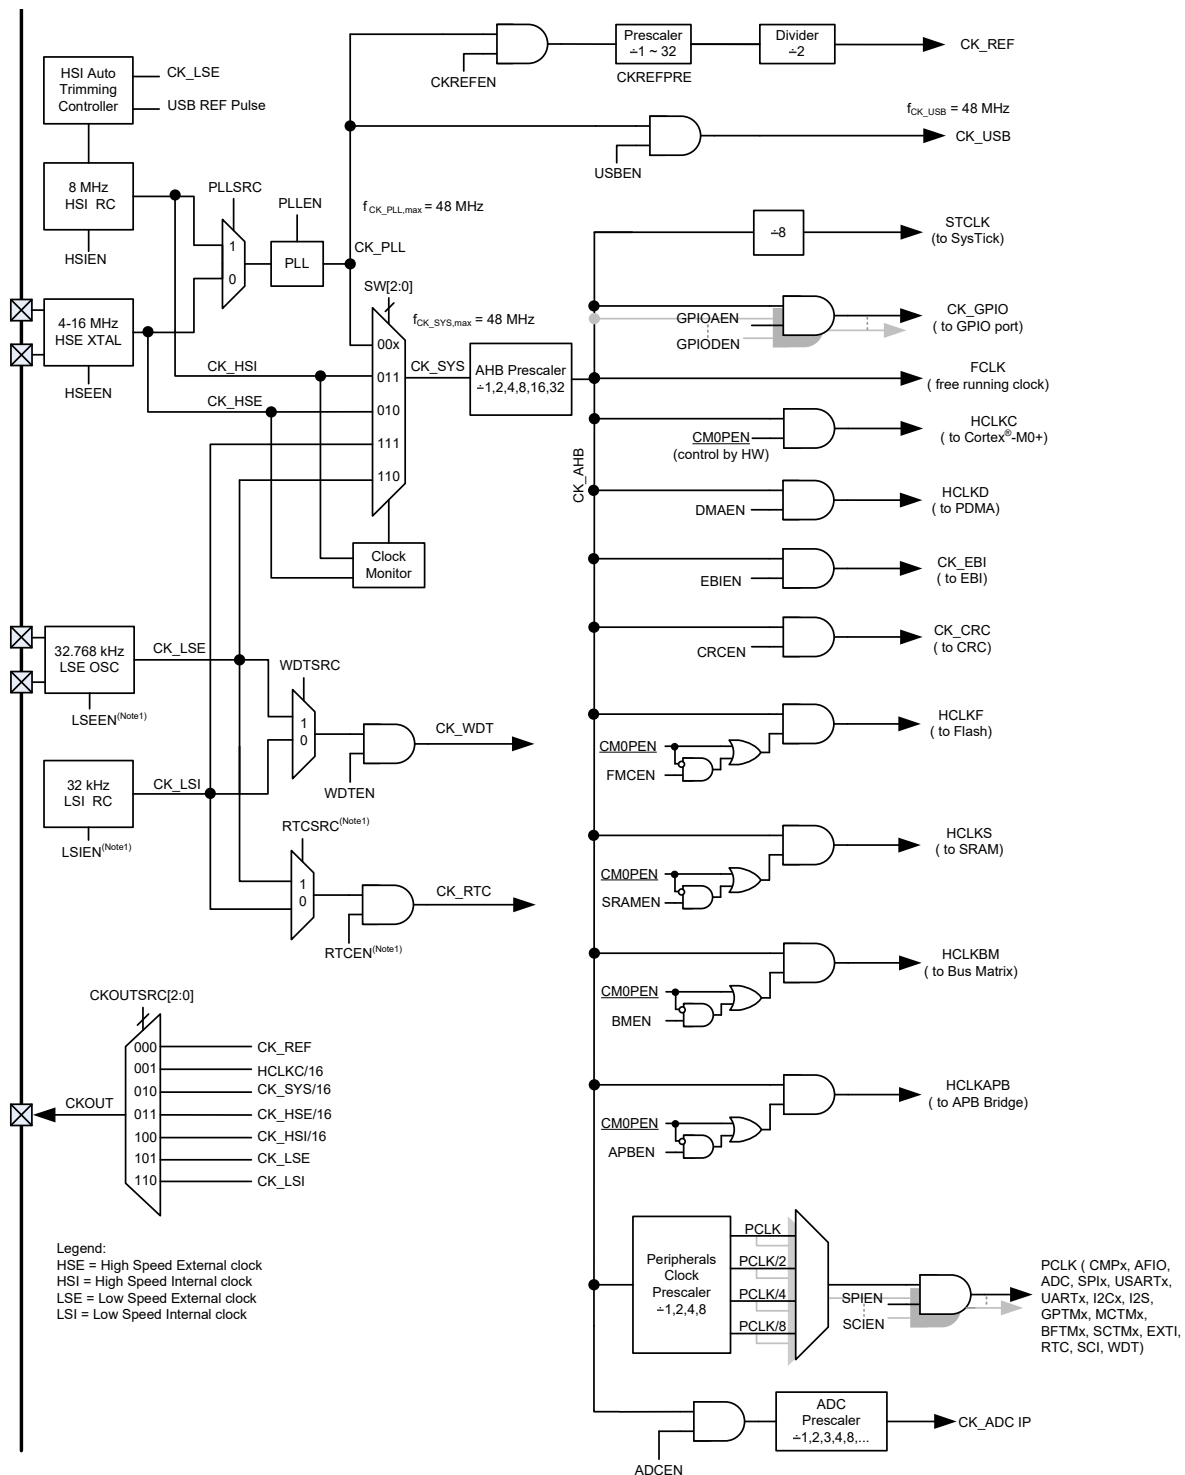 Prescaler
÷1 ~ 32
CKREFPRE
Divider
÷2
CK_REF
CKREFEN
HSI Auto
Trimming
Controller
CK_LSE
USB REF Pulse
fCK_USB = 48 MHz
CK_USB
USBEN
8 MHz
HSI RC
HSIEN
PLLSRC
1
0
PLLEN
PLL
fCK_PLL,max = 48 MHz
CK_PLL
÷8
STCLK
(to SysTick)
4-16 MHz
HSE XTAL
HSEEN
SW[2:0]
fCK_SYS,max = 48 MHz
00x
011
010
111
110
CK_HSI
CK_HSE
CK_SYS
AHB Prescaler
÷1,2,4,8,16,32
CK_AHB
GPIOAEN
GPIODEN
CK_GPIO
( to GPIO port)
FCLK
( free running clock)
CM0PEN
(control by HW)
HCLKC
( to Cortex®-M0+)
DMAEN
HCLKD
( to PDMA)
Clock
Monitor
EBIEN
CK_EBI
( to EBI)
CRCEN
CK_CRC
( to CRC)
32.768 kHz
LSE OSC
LSEEN(Note1)
CK_LSE
WDTSRC
1
0
WDTEN
CK_WDT
CM0PEN
FMCEN
HCLKF
( to Flash)
32 kHz
LSI RC
LSIEN(Note1)
CK_LSI
RTCSRC(Note1)
1
0
RTCEN(Note1)
CK_RTC
CM0PEN
SRAMEN
HCLKS
( to SRAM)
CM0PEN
BMEN
HCLKBM
( to Bus Matrix)
CKOUTSRC[2:0]
CKOUT
000 CK_REF
001 HCLKC/16
010 CK_SYS/16
011 CK_HSE/16
100 CK_HSI/16
101 CK_LSE
110 CK_LSI
CM0PEN
APBEN
HCLKAPB
( to APB Bridge)
Legend:
HSE = High Speed External clock
HSI = High Speed Internal clock
LSE = Low Speed External clock
LSI = Low Speed Internal clock
Peripherals
Clock
Prescaler
÷1,2,4,8
PCLK
PCLK/2
PCLK/4
PCLK/8
SPIEN
SCIEN
PCLK ( CMPx, AFIO,
ADC, SPIx, USARTx,
UARTx, I2Cx, I2S,
GPTMx, MCTMx,
BFTMx, SCTMx, EXTI,
RTC, SCI, WDT)
ADCEN
ADC
Prescaler
÷1,2,3,4,8,...
CK_ADC IP